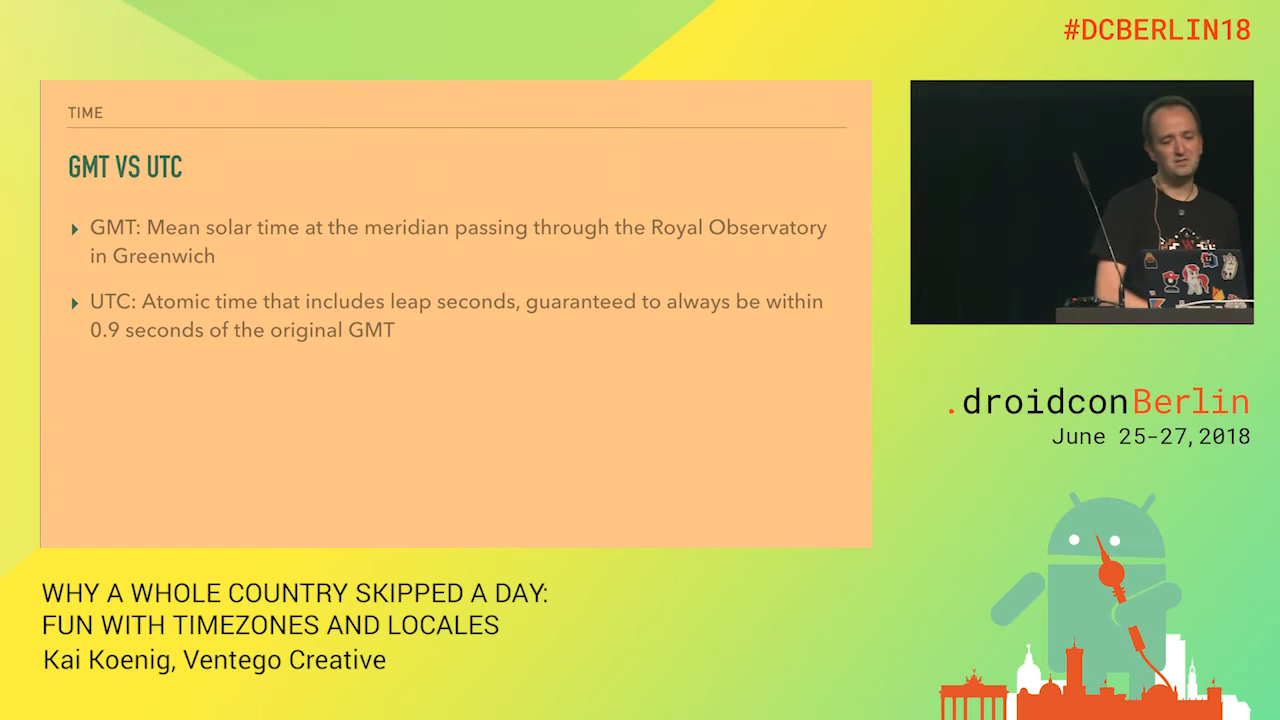 #DCBERLIN18
TIME
GMT VS UTC
GMT: Mean solar time at the meridian passing through the Royal Observatory
in Greenwich
UTC: Atomic time that includes leap seconds, guaranteed to always be within
0.9 seconds of the original GMT
.droidconBerlin
June 25-27,2018
WHY A WHOLE COUNTRY SKIPPED A DAY:
FUN WITH TIMEZONES AND LOCALES
Kai Koenig, Ventego Creative